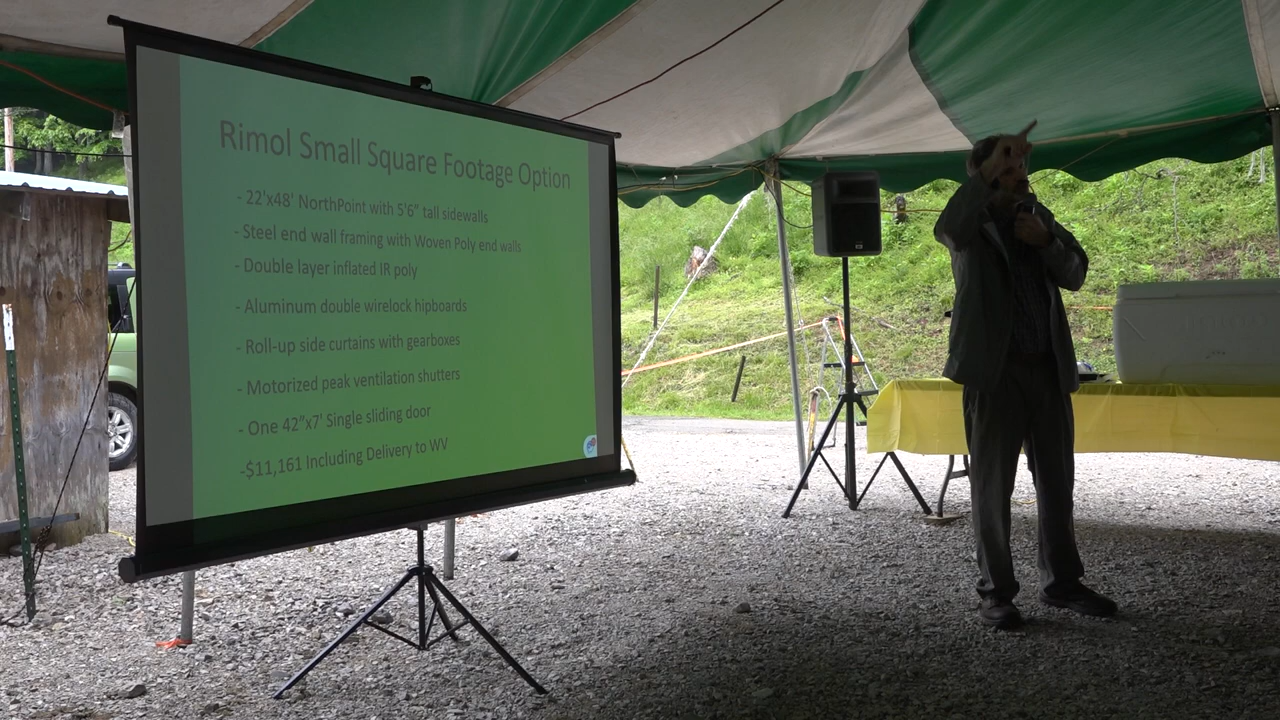 Rimol Small Square Footage Option
- 22'x48' NorthPoint with 5'6" tall sidewalls
- Steel end wall framing with Woven Poly end walls
- Double layer inflated IR poly
- Aluminum double wirelock hipboards
- Roll-up side curtains with gearboxes
- Motorized peak ventilation shutters
- One 42"x7' Single sliding door
-$11,161 Including Delivery to WV